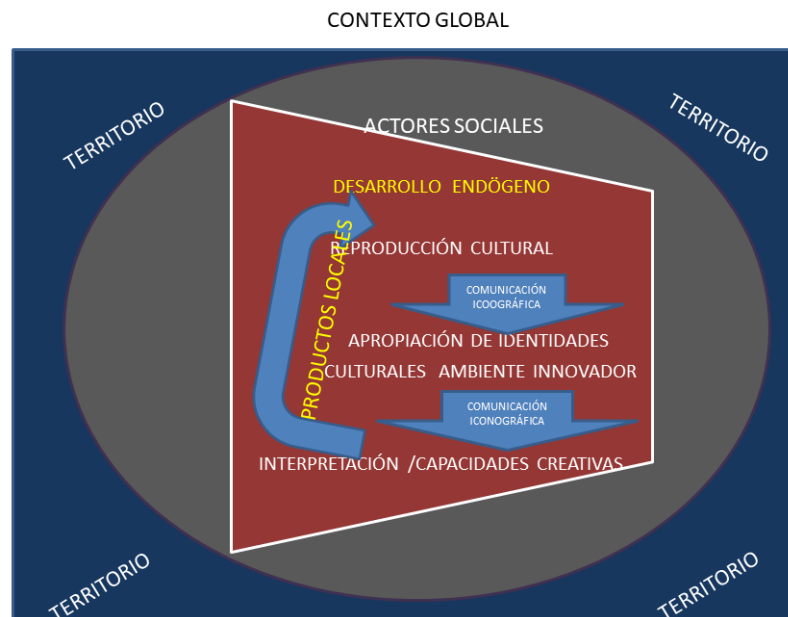 CONTEXTO GLOBAL
TERRITORIO
TERRITORIO
ACTORES SOCIALES
DESARROLLO ENDÖGENO
PRODUCTOS LOCALES
REPRODUCCIÓN CULTURAL
COMUNICACIÓN
ICOOGRÁFICA
APROPIACIÓN DE IDENTIDADES
CULTURALES AMBIENTE INNOVADOR
COMUNICACIÓN
ICONOGRÁFICA
INTERPRETACIÓN /CAPACIDADES CREATIVAS
TERRITORIO
TERRITORIO